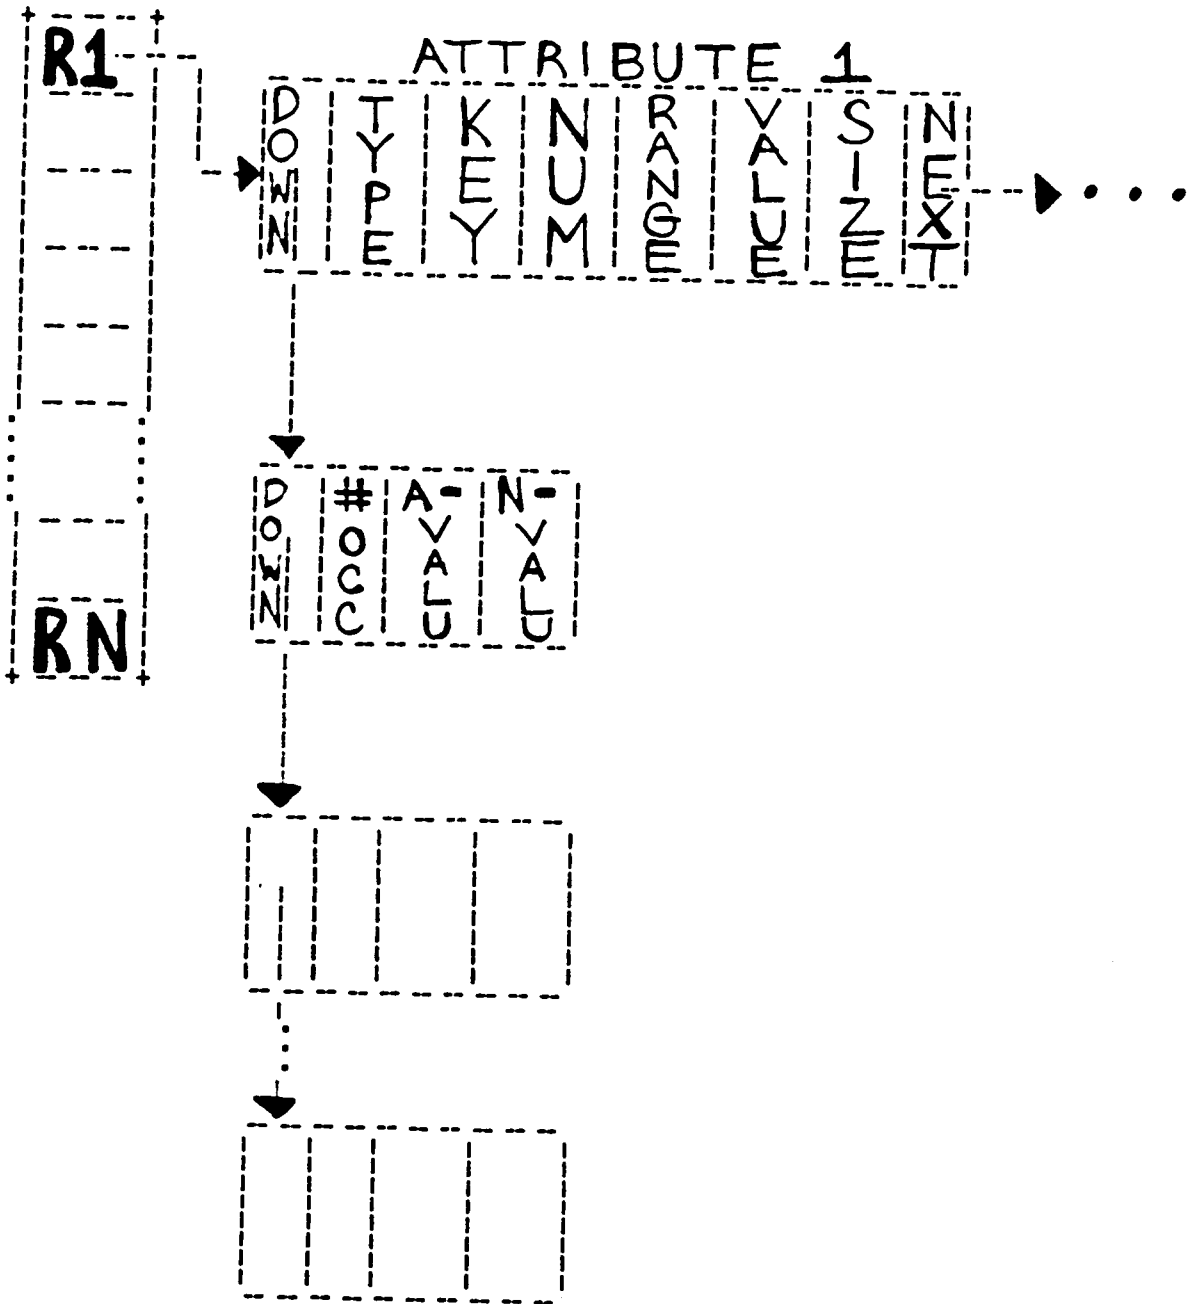 R1
ATTRIBUTE 1
DOWN
TYPE
KEY
NUM
RANGE
VALUE
SIZE
NEXT
DOWN
#OCC
A-VALU
N-VALU
RN